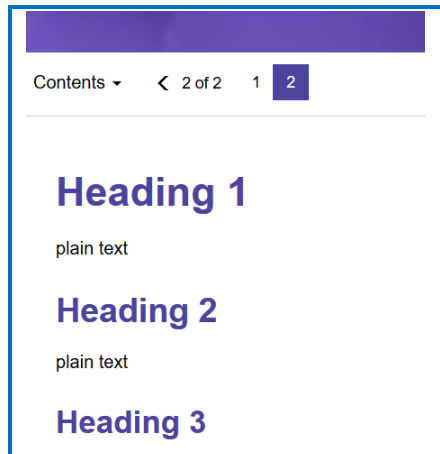 Contents 2 of 2 1 2
Heading 1
plain text
Heading 2
plain text
Heading 3